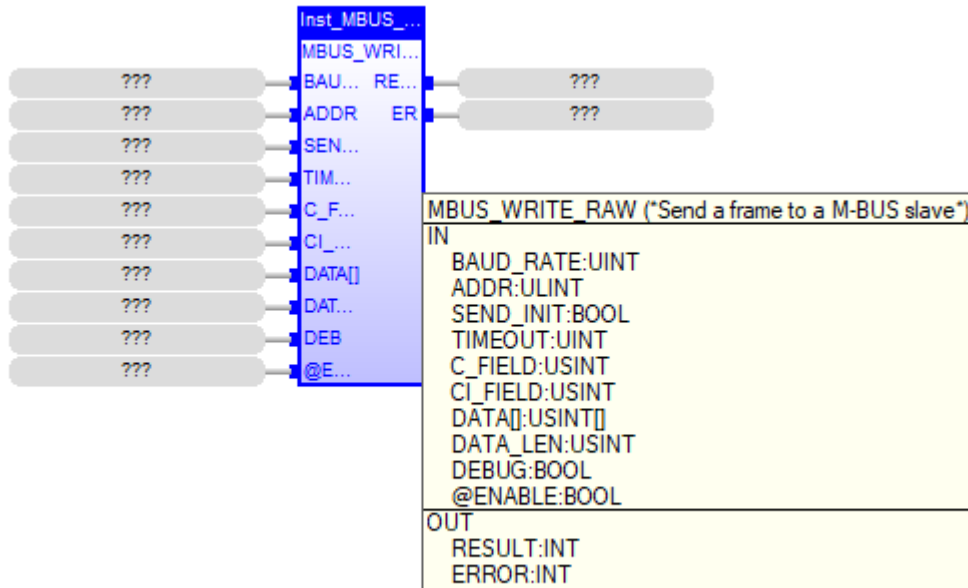 Inst_MBUS_...
MBUS_WRI...
??? BAU... RE... ???
??? ADDR ER ???
??? SEN...
??? TIM...
??? C_F...
??? CI_...
??? DATA[]
??? DAT...
??? DEB
??? @E...
MBUS_WRITE_RAW (*Send a frame to a M-BUS slave*)
IN
BAUD_RATE:UINT
ADDR:ULINT
SEND_INIT:BOOL
TIMEOUT:UINT
C_FIELD:USINT
CI_FIELD:USINT
DATA[]:USINT[]
DATA_LEN:USINT
DEBUG:BOOL
@ENABLE:BOOL
OUT
RESULT:INT
ERROR:INT